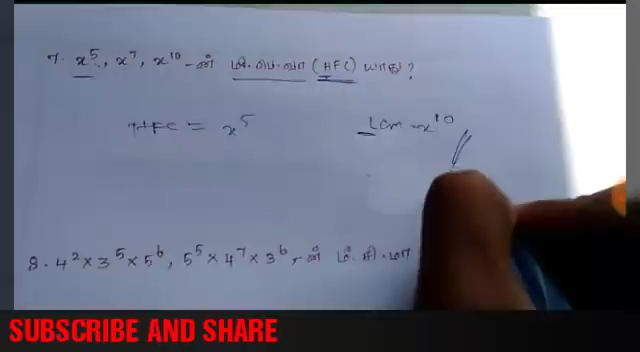 7. x⁵, x⁷, x¹⁰ - ன் மீ.பெ.வா (HFC) யாது?
HFC = x⁵
LCM - x¹⁰
8. 4² × 3⁵ × 5⁶, 5⁵ × 4⁷ × 3⁶, -ன் மீ.சி.மா
SUBSCRIBE AND SHARE